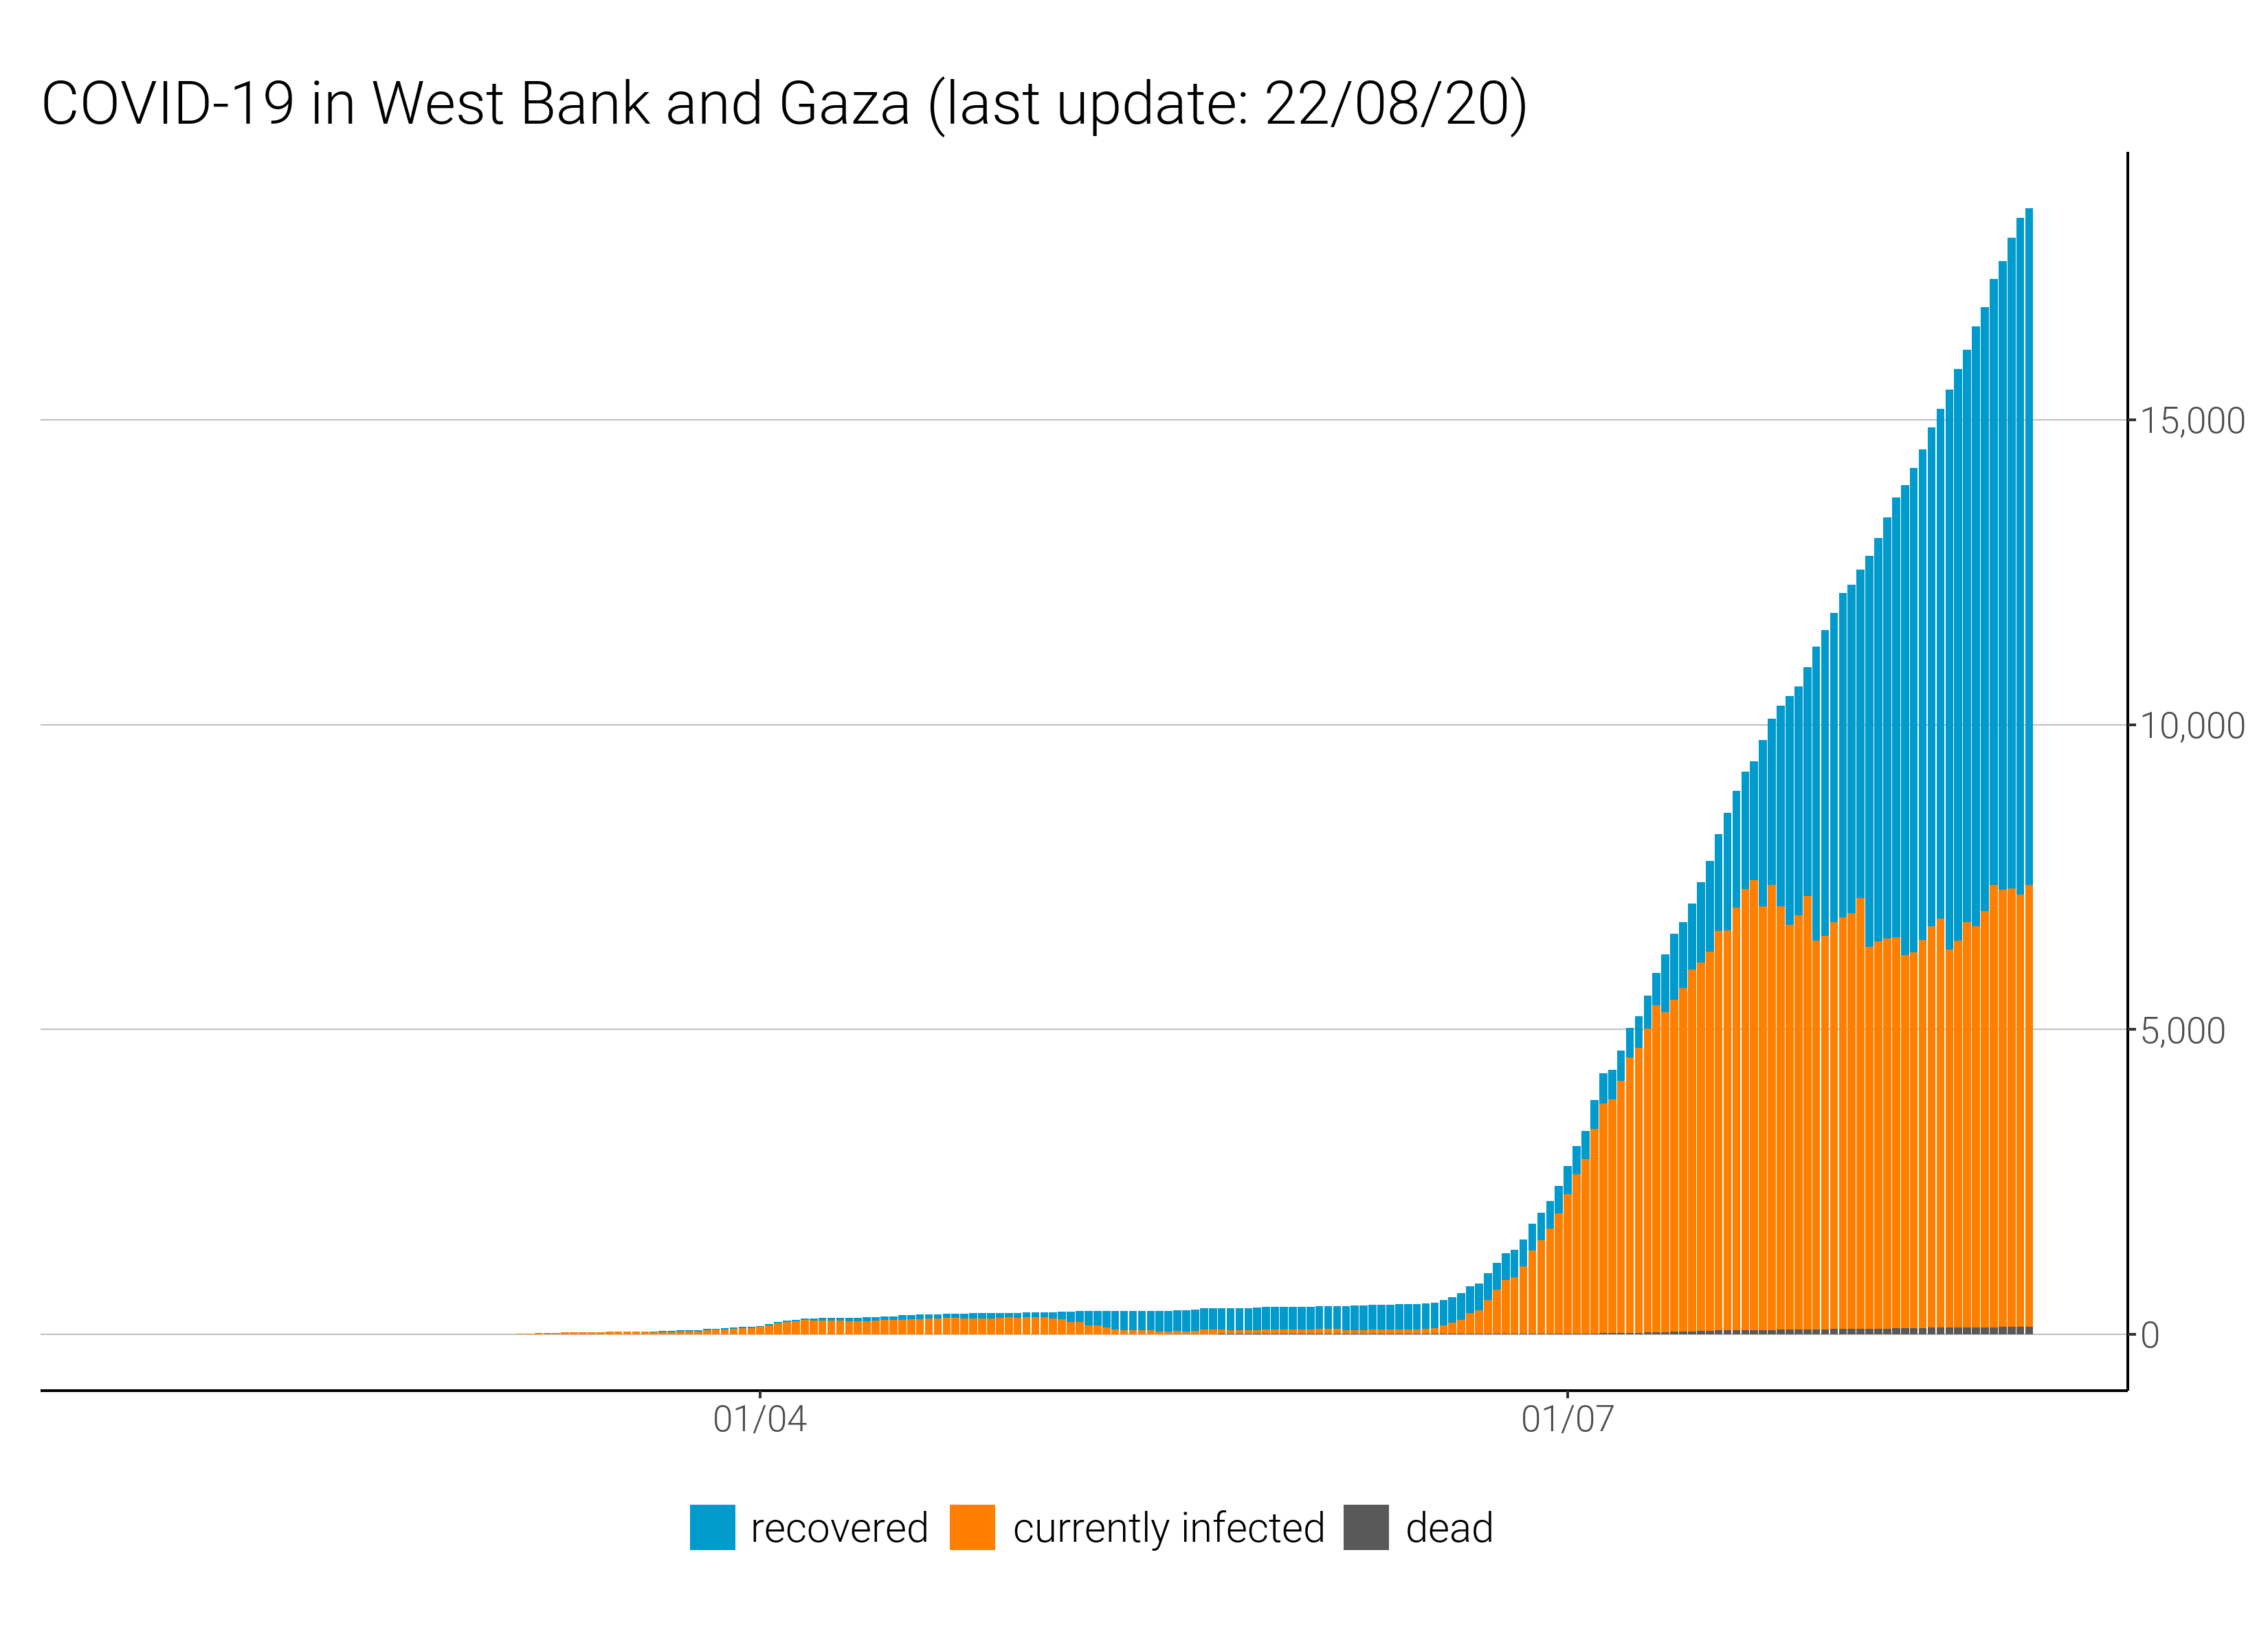 COVID-19 in West Bank and Gaza (last update: 22/08/20)
15,000
10,000
5,000
0
01/04 01/07
recovered currently infected dead